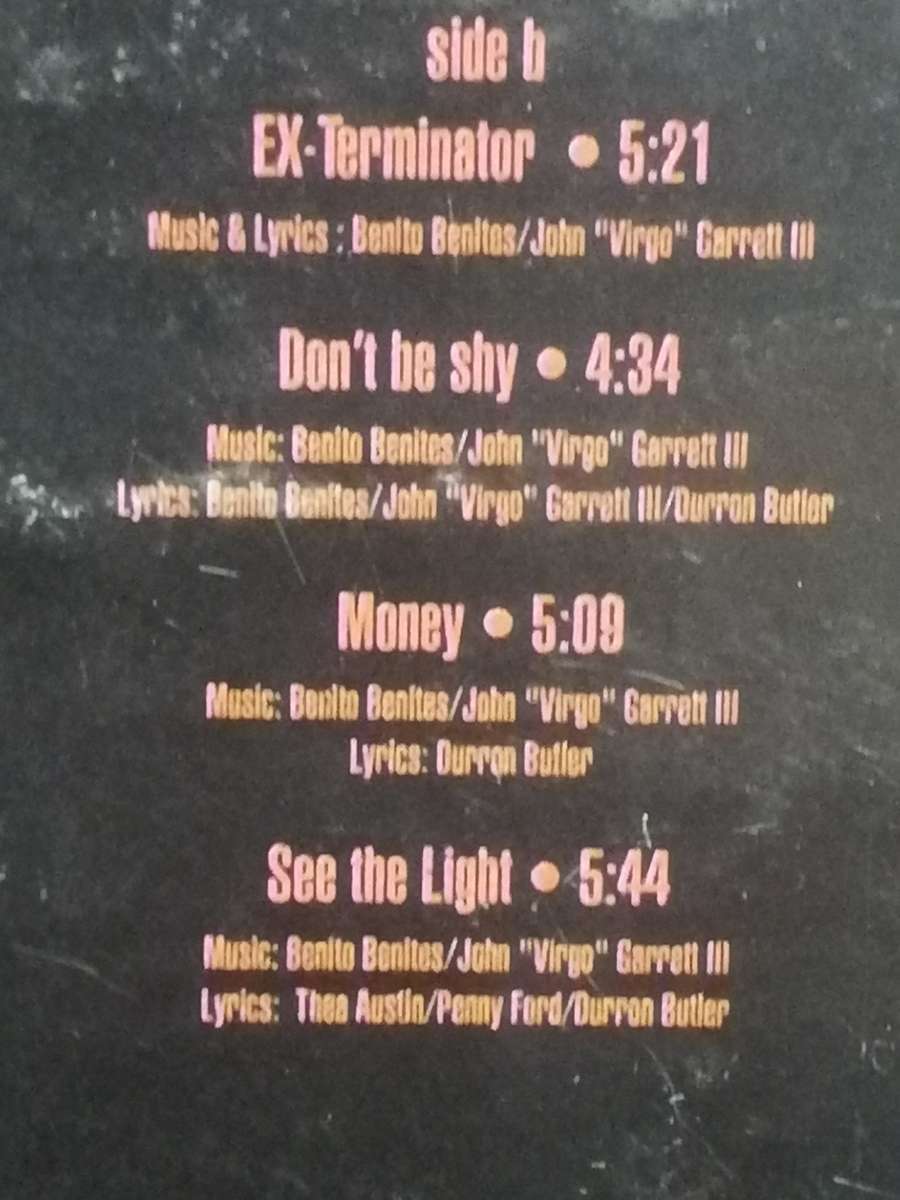 side b
EX-Terminator • 5:21
Music & Lyrics : Benito Benites/John "Virgo" Garrett III
Don't be shy • 4:34
Music: Benito Benites/John "Virgo" Garrett III
Lyrics: Benito Benites/John "Virgo" Garrett III/Durron Butler
Money • 5:09
Music: Benito Benites/John "Virgo" Garrett III
Lyrics: Durron Butler
See the Light • 5:44
Music: Benito Benites/John "Virgo" Garrett III
Lyrics: Thea Austin/Penny Ford/Durron Butler